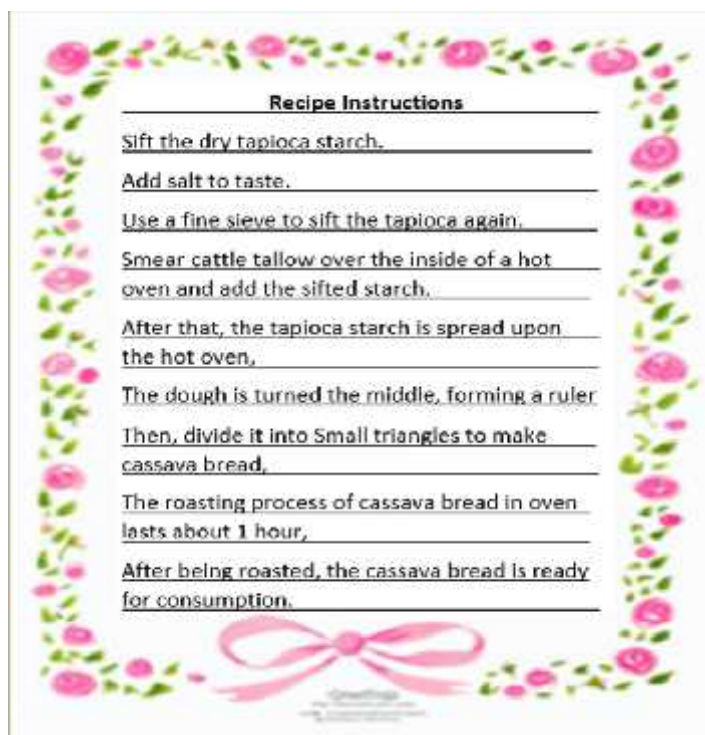 Recipe Instructions
Sift the dry tapioca starch.
Add salt to taste.
Use a fine sieve to sift the tapioca again.
Smear cattle tallow over the inside of a hot
oven and add the sifted starch.
After that, the tapioca starch is spread upon
the hot oven,
The dough is turned the middle, forming a ruler
Then, divide it into Small triangles to make
cassava bread,
The roasting process of cassava bread in oven
lasts about 1 hour,
After being roasted, the cassava bread is ready
for consumption.
Greetings